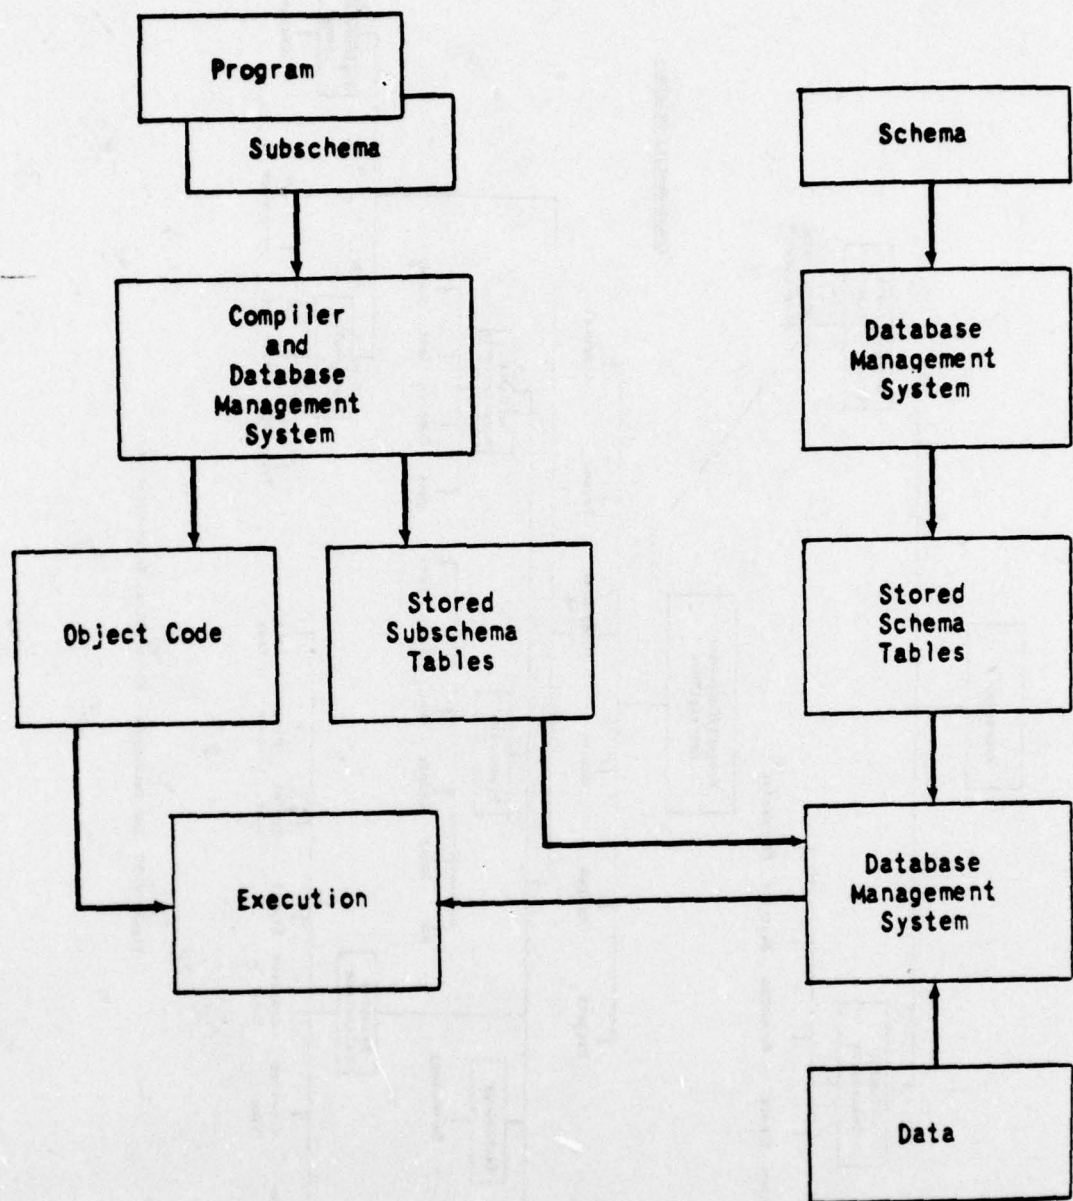 Program
Subschema
Schema
Compiler
and
Database
Management
System
Database
Management
System
Object Code
Stored
Subschema
Tables
Stored
Schema
Tables
Execution
Database
Management
System
Data